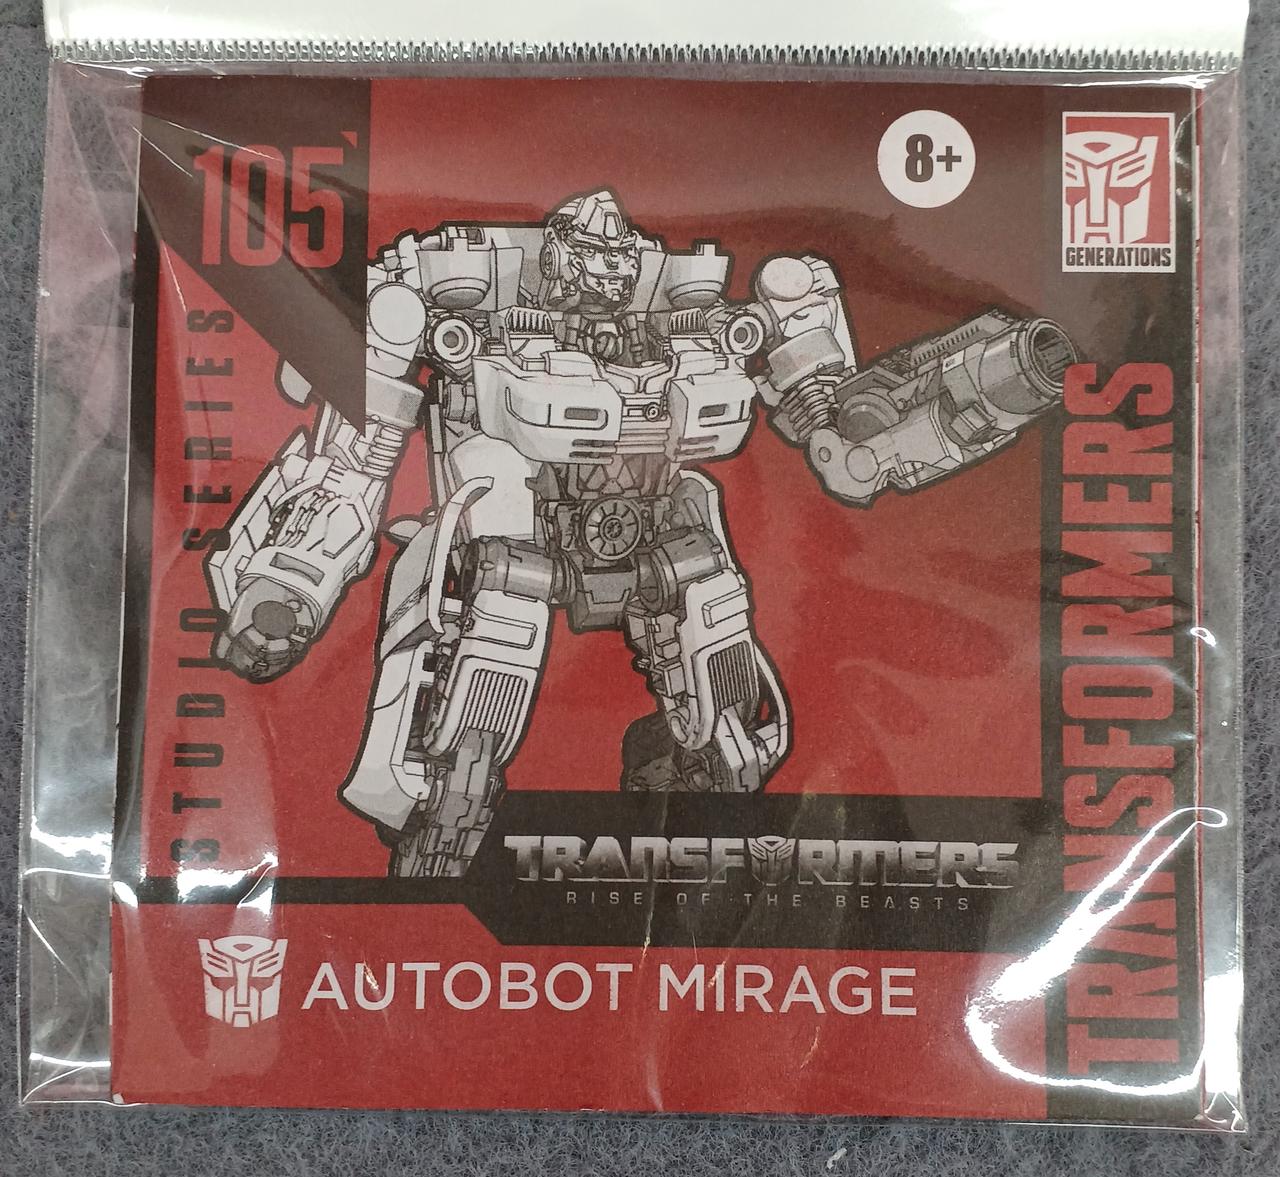 105
8+
GENERATIONS
STUDIO SERIES
TRANSFORMERS
TRANSFORMERS
RISE OF THE BEASTS
AUTOBOT MIRAGE